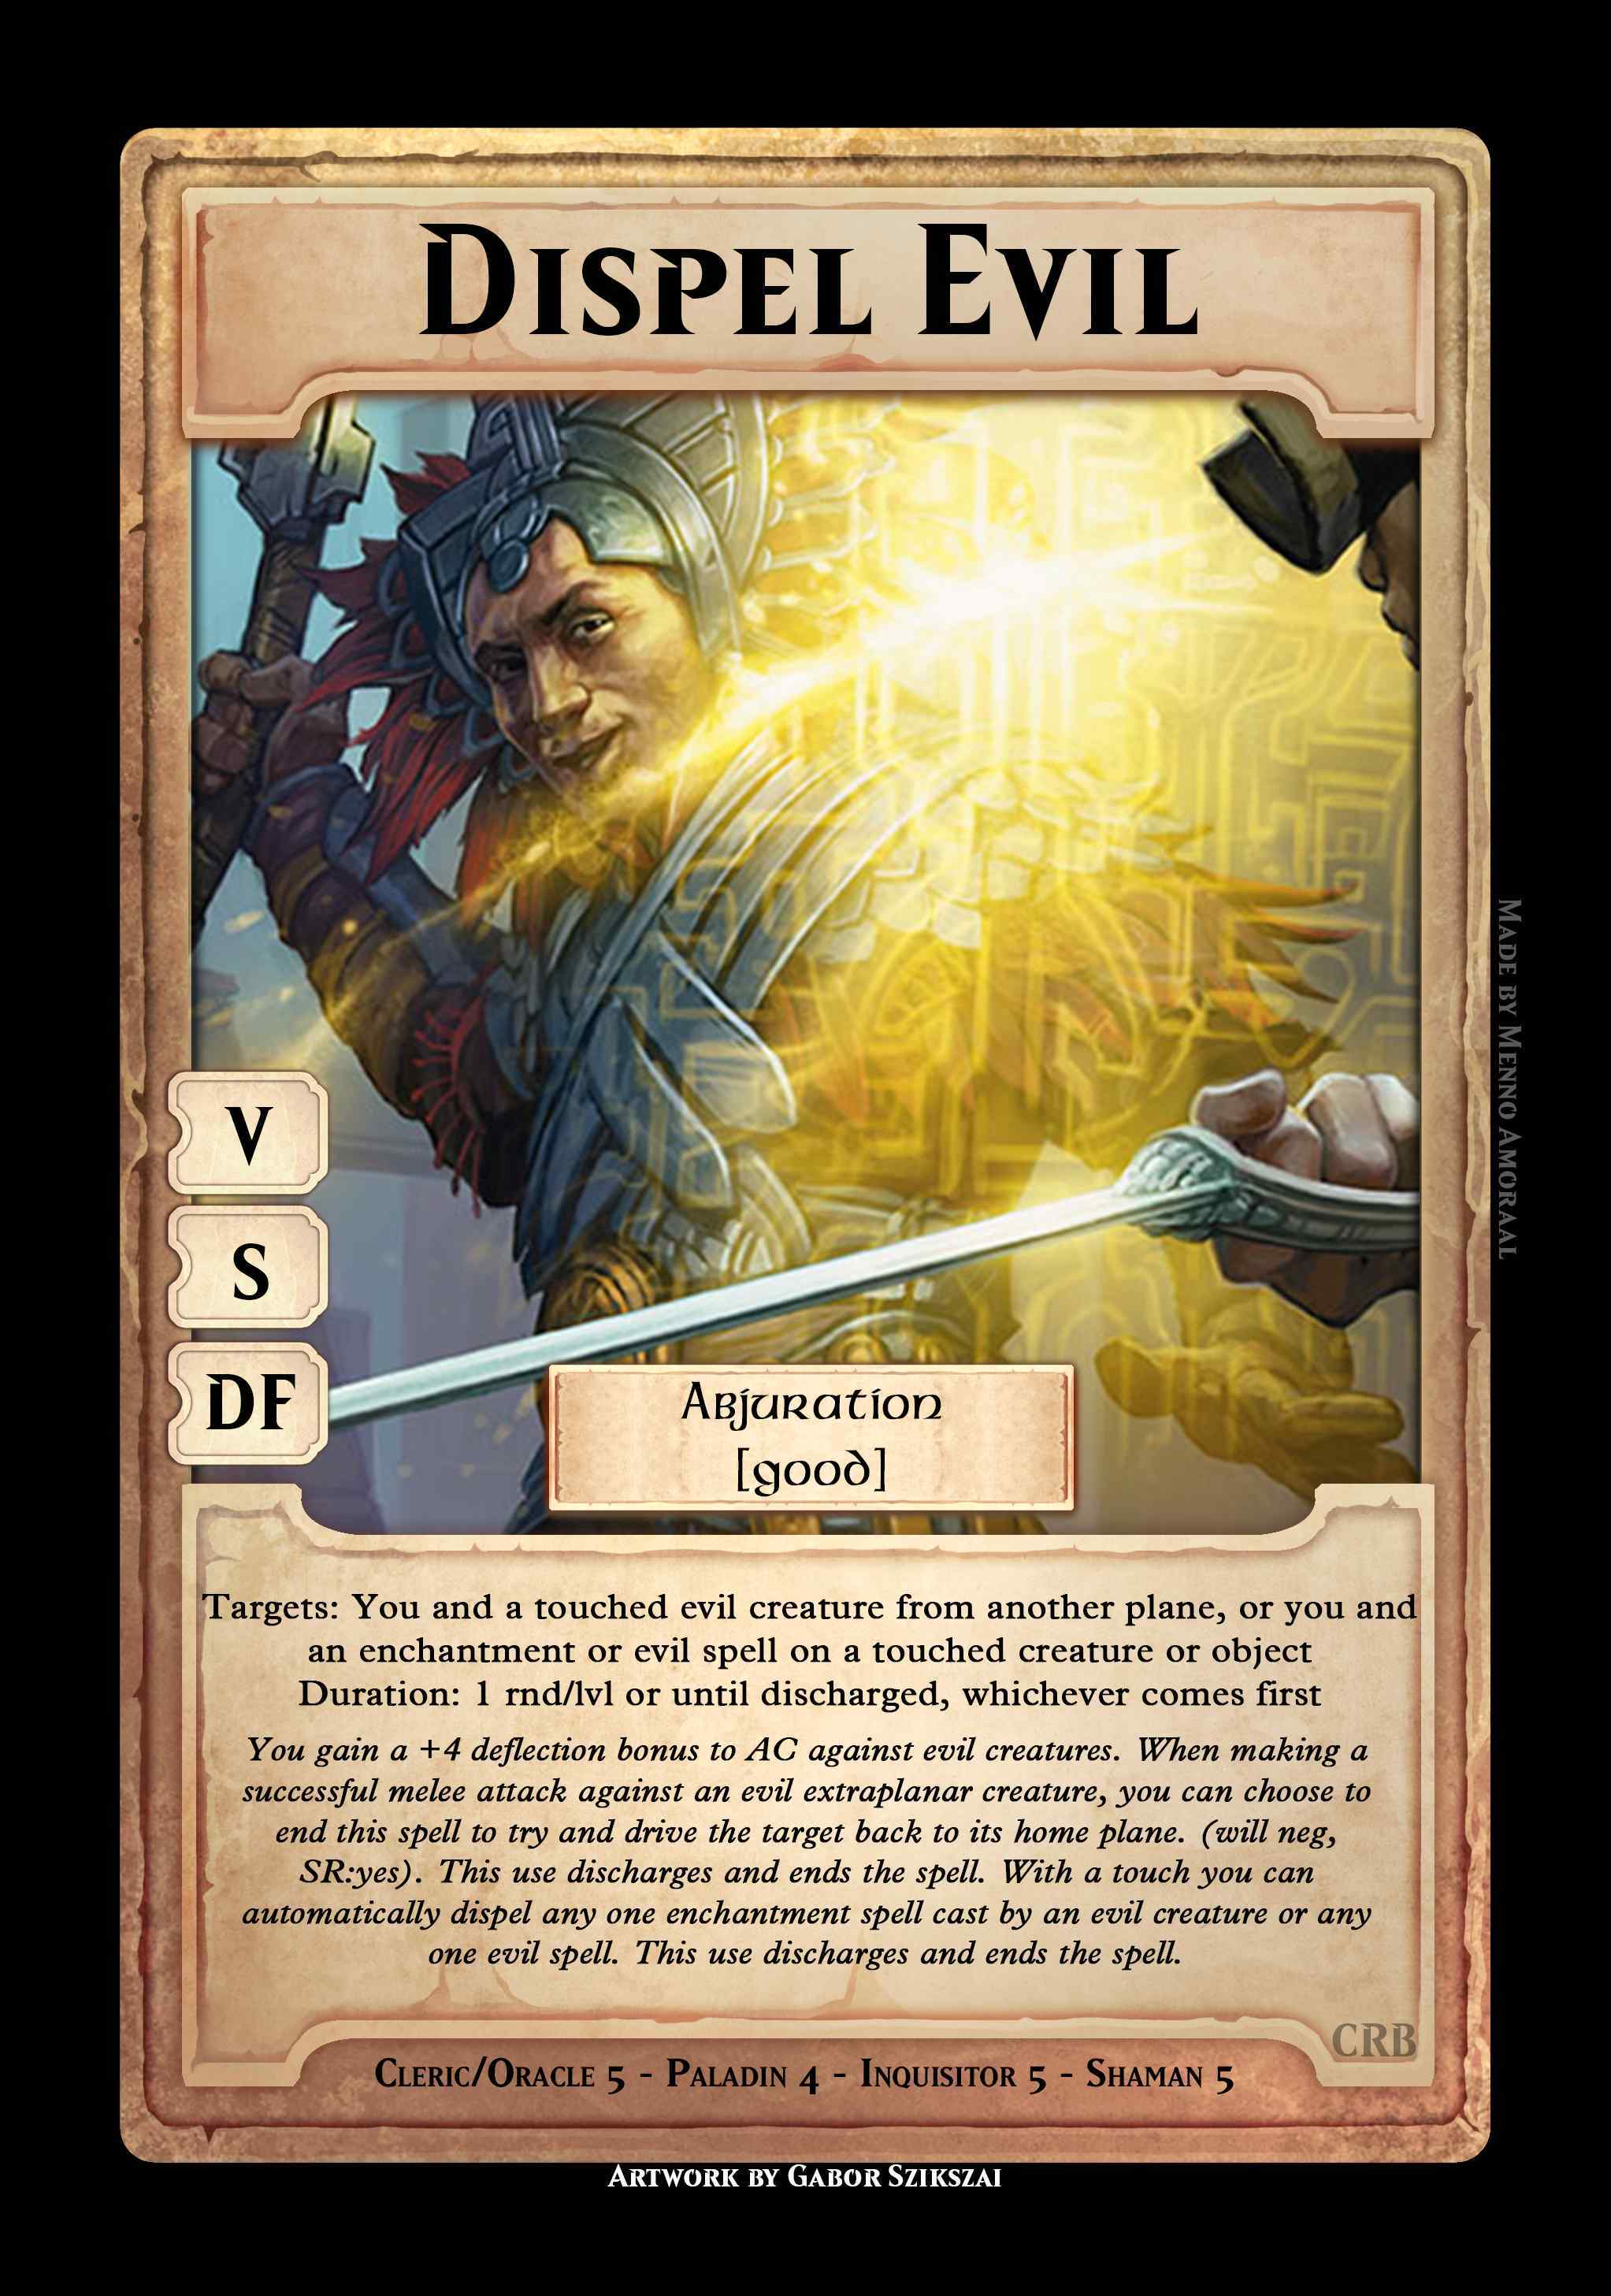 Dispel Evil
V
S
DF
Abjuration
[good]
Targets: You and a touched evil creature from another plane, or you and
an enchantment or evil spell on a touched creature or object
Duration: 1 rnd/lvl or until discharged, whichever comes first
You gain a +4 deflection bonus to AC against evil creatures. When making a
successful melee attack against an evil extraplanar creature, you can choose to
end this spell to try and drive the target back to its home plane. (will neg,
SR:yes). This use discharges and ends the spell. With a touch you can
automatically dispel any one enchantment spell cast by an evil creature or any
one evil spell. This use discharges and ends the spell.
CRB
Cleric/Oracle 5 - Paladin 4 - Inquisitor 5 - Shaman 5
Artwork by Gabor Szikszai
Made by Menno Amoraal